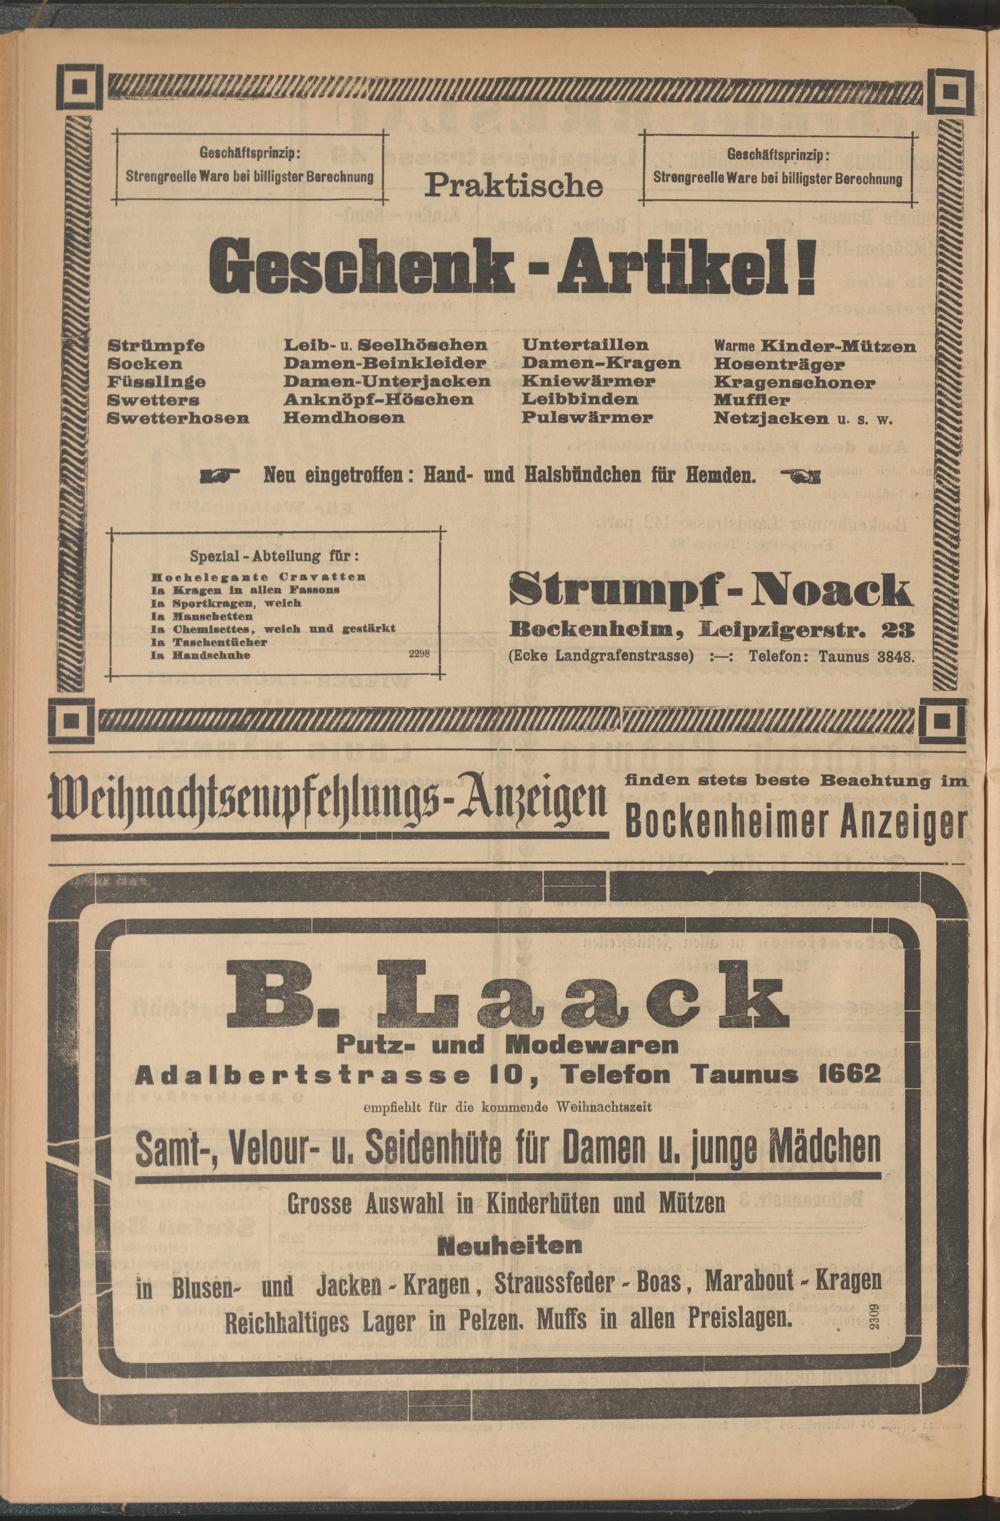 Geschäftsprinzip:
Strengreelle Ware bei billigster Berechnung
Praktische
Geschäftsprinzip:
Strengreelle Ware bei billigster Berechnung
Geschenk-Artikel!
Strümpfe
Socken
Füsslinge
Swetters
Swetterhosen
Leib- u. Seelhöschen
Damen-Beinkleider
Damen-Unterjacken
Anknöpf-Höschen
Hemdhosen
Untertaillen
Damen-Kragen
Kniewärmer
Leibbinden
Pulswärmer
Warme Kinder-Mützen
Hosenträger
Kragenschoner
Muffler
Netzjacken u. s. w.
Neu eingetroffen: Hand- und Halsbündchen für Hemden.
Spezial-Abteilung für:
Hochelegante Cravatten
Ia Kragen in allen Fassons
Ia Sportkragen, weich
Ia Manschetten
Ia Chemisettes, weich und gestärkt
Ia Taschentücher
Ia Handschuhe 2298
Strumpf-Noack
Bockenheim, Leipzigerstr. 23
(Ecke Landgrafenstrasse) :—: Telefon: Taunus 3848.
Weihnachtsempfehlungs-Anzeigen
finden stets beste Beachtung im
Bockenheimer Anzeiger
B. Laack
Putz- und Modewaren
Adalbertstrasse 10, Telefon Taunus 1662
empfiehlt für die kommende Weihnachtszeit
Samt-, Velour- u. Seidenhüte für Damen u. junge Mädchen
Grosse Auswahl in Kinderhüten und Mützen
Neuheiten
in Blusen- und Jacken-Kragen, Straussfeder-Boas, Marabout-Kragen
Reichhaltiges Lager in Pelzen. Muffs in allen Preislagen.
2309